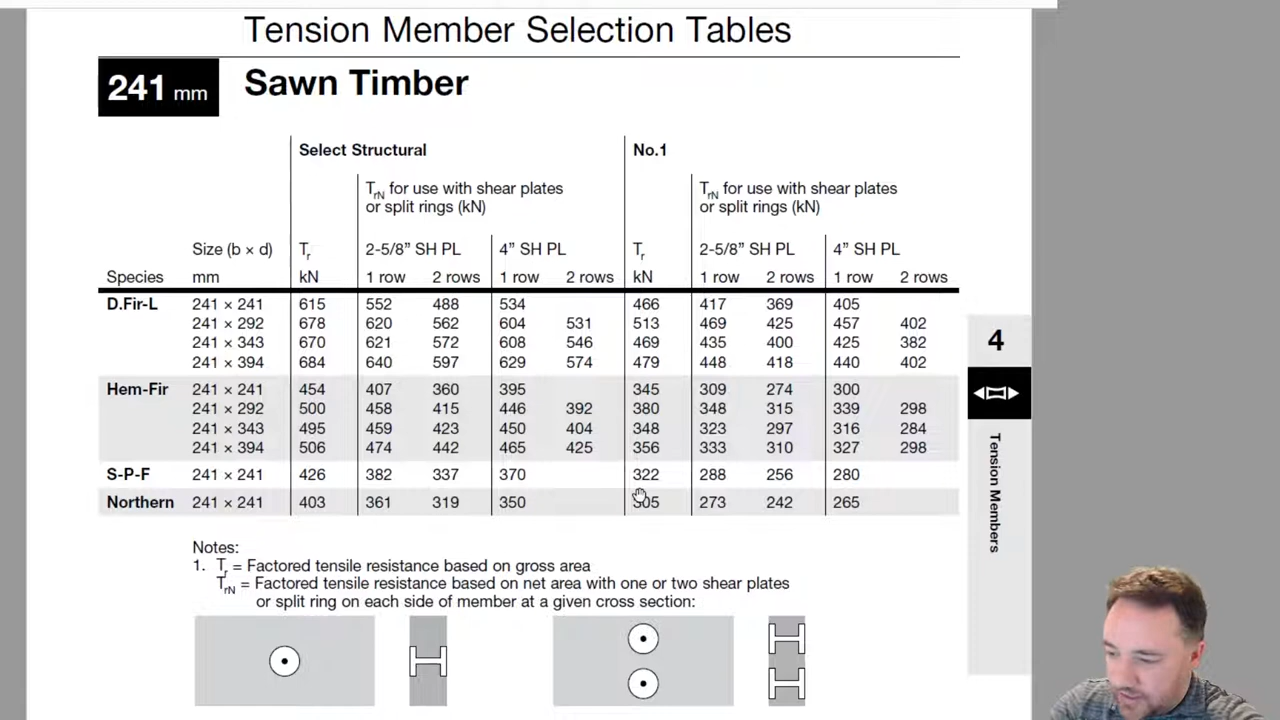 Tension Member Selection Tables
241 mm Sawn Timber
Select Structural No.1
TrN for use with shear plates TrN for use with shear plates
or split rings (kN) or split rings (kN)
Size (b × d) Tr 2-5/8” SH PL 4” SH PL Tr 2-5/8” SH PL 4” SH PL
Species mm kN 1 row 2 rows 1 row 2 rows kN 1 row 2 rows 1 row 2 rows
D.Fir-L 241 × 241 615 552 488 534 466 417 369 405
241 × 292 678 620 562 604 531 513 469 425 457 402
241 × 343 670 621 572 608 546 469 435 400 425 382
241 × 394 684 640 597 629 574 479 448 418 440 402
Hem-Fir 241 × 241 454 407 360 395 345 309 274 300
241 × 292 500 458 415 446 392 380 348 315 339 298
241 × 343 495 459 423 450 404 348 323 297 316 284
241 × 394 506 474 442 465 425 356 333 310 327 298
S-P-F 241 × 241 426 382 337 370 322 288 256 280
Northern 241 × 241 403 361 319 350 305 273 242 265
4
Tension Members
Notes:
1. Tr = Factored tensile resistance based on gross area
TrN = Factored tensile resistance based on net area with one or two shear plates
or split ring on each side of member at a given cross section: